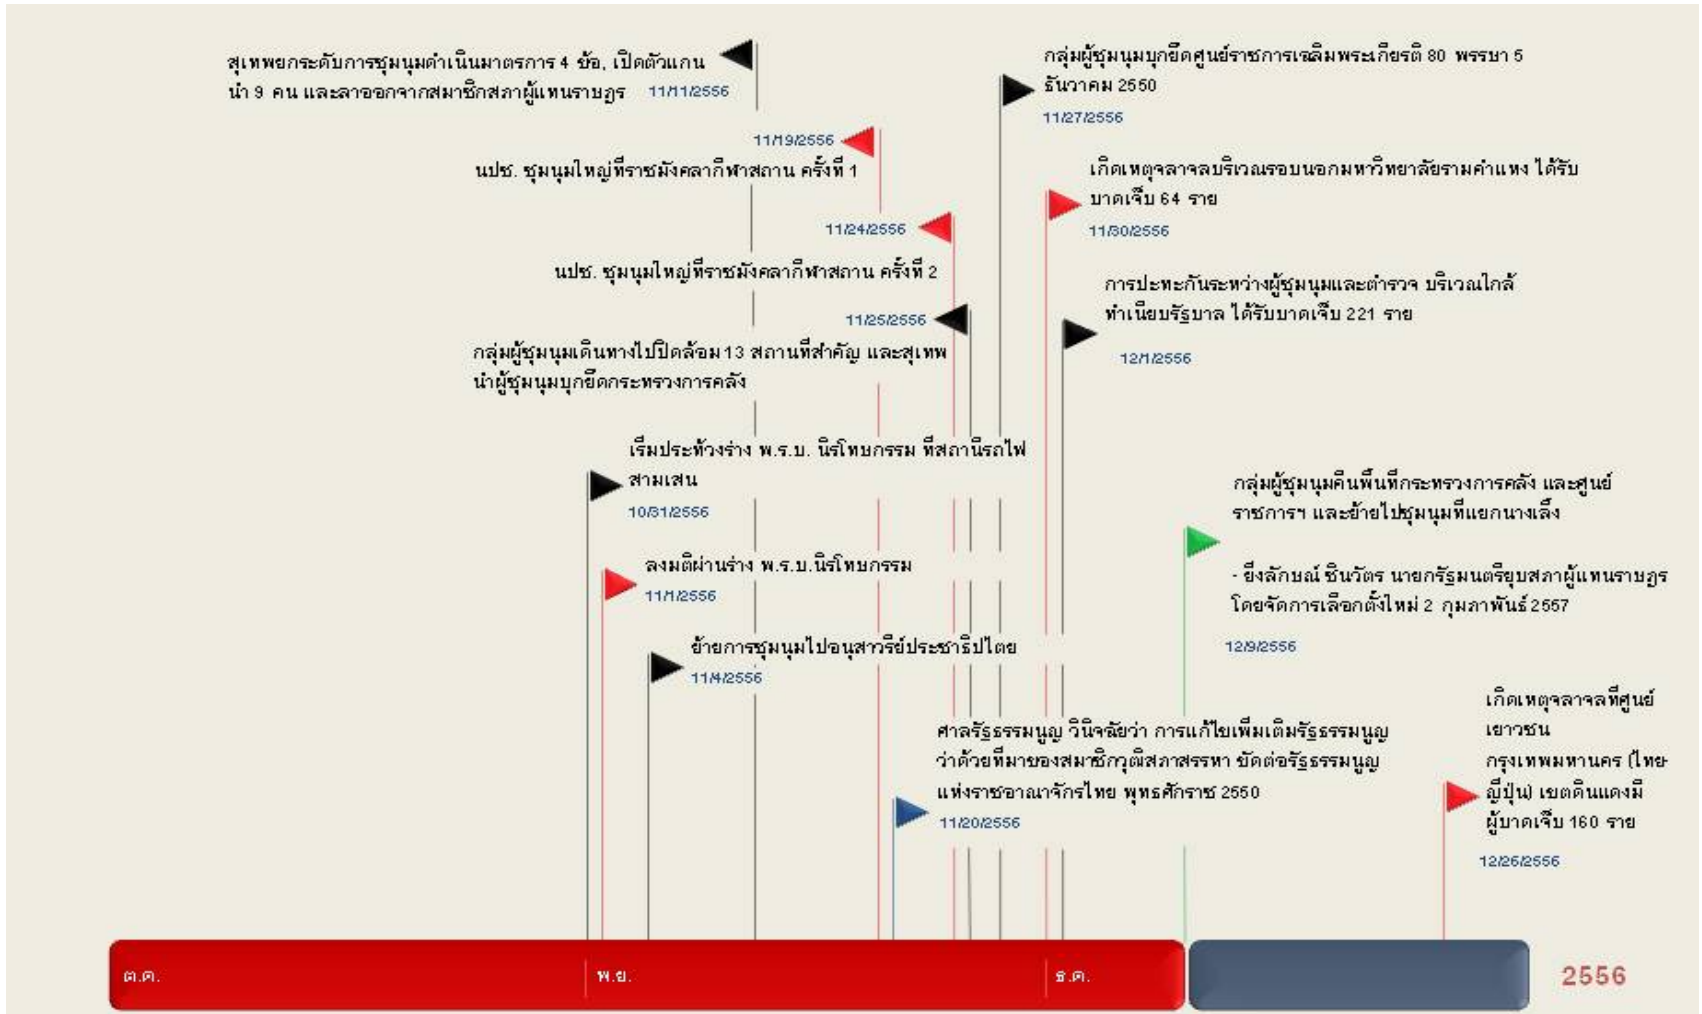 สุเทพยกระดับการชุมนุมดำเนินมาตรการ 4 ข้อ, เปิดตัวแกน
นำ 9 คน และลาออกจากสมาชิกสภาผู้แทนราษฎร 11/11/2556
11/19/2556
นปช. ชุมนุมใหญ่ที่ราชมังคลากีฬาสถาน ครั้งที่ 1
11/24/2556
นปช. ชุมนุมใหญ่ที่ราชมังคลากีฬาสถาน ครั้งที่ 2
11/25/2556
กลุ่มผู้ชุมนุมเดินทางไปปิดล้อม 13 สถานที่สำคัญ และสุเทพ
นำผู้ชุมนุมบุกยึดกระทรวงการคลัง
กลุ่มผู้ชุมนุมบุกยึดศูนย์ราชการเฉลิมพระเกียรติ 80 พรรษา 5
ธันวาคม 2550
11/27/2556
เกิดเหตุจลาจลบริเวณรอบนอกมหาวิทยาลัยรามคำแหง ได้รับ
บาดเจ็บ 64 ราย
11/30/2556
การปะทะกันระหว่างผู้ชุมนุมและตำรวจ บริเวณใกล้
ทำเนียบรัฐบาล ได้รับบาดเจ็บ 221 ราย
12/1/2556
เริ่มประท้วงร่าง พ.ร.บ. นิรโทษกรรม ที่สถานีรถไฟ
สามเสน
10/31/2556
ลงมติผ่านร่าง พ.ร.บ.นิรโทษกรรม
11/1/2556
ย้ายการชุมนุมไปอนุสาวรีย์ประชาธิปไตย
11/4/2556
กลุ่มผู้ชุมนุมคืนพื้นที่กระทรวงการคลัง และศูนย์
ราชการฯ และย้ายไปชุมนุมที่แยกนางเลิ้ง
- ยิ่งลักษณ์ ชินวัตร นายกรัฐมนตรียุบสภาผู้แทนราษฎร
โดยจัดการเลือกตั้งใหม่ 2 กุมภาพันธ์ 2557
12/9/2556
ศาลรัฐธรรมนูญ วินิจฉัยว่า การแก้ไขเพิ่มเติมรัฐธรรมนูญ
ว่าด้วยที่มาของสมาชิกวุฒิสภาสรรหา ขัดต่อรัฐธรรมนูญ
แห่งราชอาณาจักรไทย พุทธศักราช 2550
11/20/2556
เกิดเหตุจลาจลที่ศูนย์
เยาวชน
กรุงเทพมหานคร (ไทย-
ญี่ปุ่น) เขตดินแดงมี
ผู้บาดเจ็บ 160 ราย
12/26/2556
ต.ค.
พ.ย.
ธ.ค.
2556